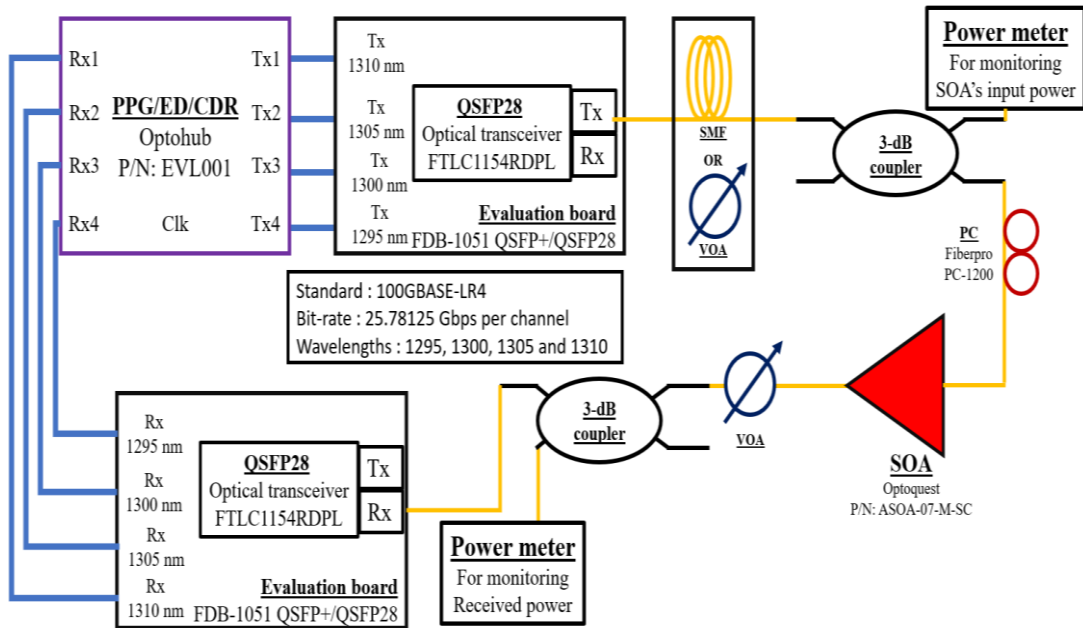 Rx1
Rx2
Rx3
Rx4
PPG/ED/CDR
Optohub
P/N: EVL001
Clk
Tx1
Tx2
Tx3
Tx4
Tx
1310 nm
Tx
1305 nm
Tx
1300 nm
Tx
1295 nm
QSFP28
Optical transceiver
FTLC1154RDPL
Tx
Rx
Evaluation board
FDB-1051 QSFP+/QSFP28
SMF
OR
VOA
3-dB
coupler
Power meter
For monitoring
SOA's input power
PC
Fiberpro
PC-1200
Standard : 100GBASE-LR4
Bit-rate : 25.78125 Gbps per channel
Wavelengths : 1295, 1300, 1305 and 1310
SOA
Optoquest
P/N: ASOA-07-M-SC
VOA
3-dB
coupler
Power meter
For monitoring
Received power
Rx
1295 nm
Rx
1300 nm
Rx
1305 nm
Rx
1310 nm
QSFP28
Optical transceiver
FTLC1154RDPL
Tx
Rx
Evaluation board
FDB-1051 QSFP+/QSFP28